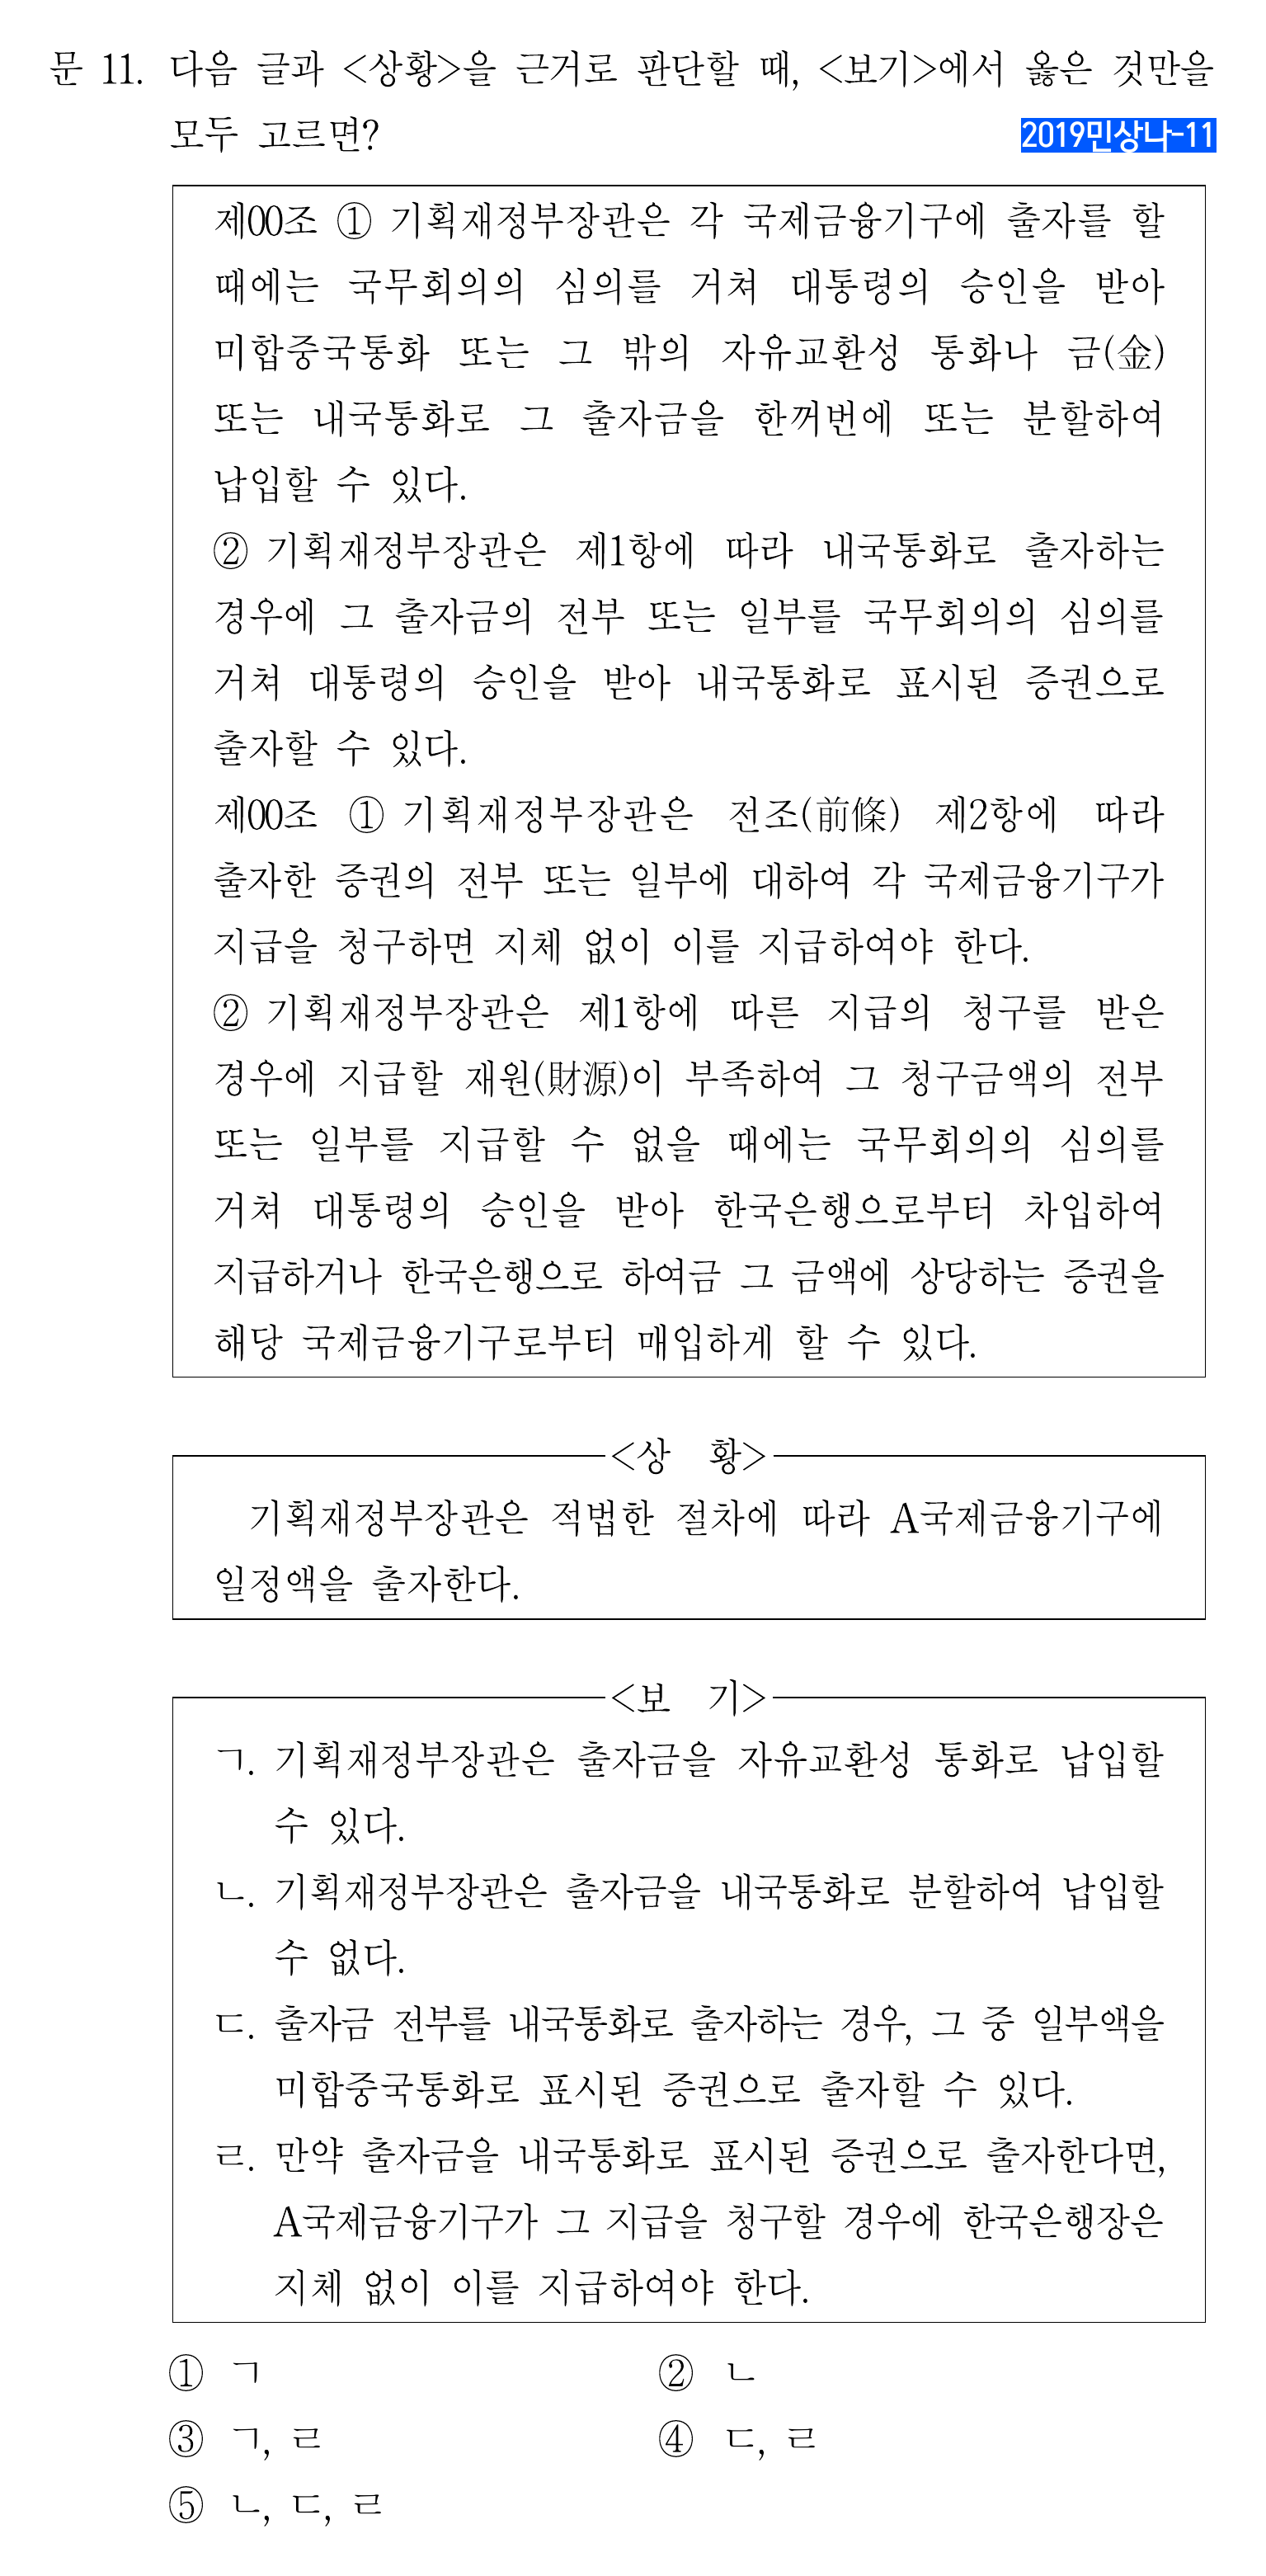 문 11. 다음 글과 <상황>을 근거로 판단할 때, <보기>에서 옳은 것만을
모두 고르면?
2019민상나-11
제00조 ① 기획재정부장관은 각 국제금융기구에 출자를 할
때에는 국무회의의 심의를 거쳐 대통령의 승인을 받아
미합중국통화 또는 그 밖의 자유교환성 통화나 금(金)
또는 내국통화로 그 출자금을 한꺼번에 또는 분할하여
납입할 수 있다.
② 기획재정부장관은 제1항에 따라 내국통화로 출자하는
경우에 그 출자금의 전부 또는 일부를 국무회의의 심의를
거쳐 대통령의 승인을 받아 내국통화로 표시된 증권으로
출자할 수 있다.
제00조 ① 기획재정부장관은 전조(前條) 제2항에 따라
출자한 증권의 전부 또는 일부에 대하여 각 국제금융기구가
지급을 청구하면 지체 없이 이를 지급하여야 한다.
② 기획재정부장관은 제1항에 따른 지급의 청구를 받은
경우에 지급할 재원(財源)이 부족하여 그 청구금액의 전부
또는 일부를 지급할 수 없을 때에는 국무회의의 심의를
거쳐 대통령의 승인을 받아 한국은행으로부터 차입하여
지급하거나 한국은행으로 하여금 그 금액에 상당하는 증권을
해당 국제금융기구로부터 매입하게 할 수 있다.
<상 황>
기획재정부장관은 적법한 절차에 따라 A국제금융기구에
일정액을 출자한다.
<보 기>
ㄱ. 기획재정부장관은 출자금을 자유교환성 통화로 납입할
수 있다.
ㄴ. 기획재정부장관은 출자금을 내국통화로 분할하여 납입할
수 없다.
ㄷ. 출자금 전부를 내국통화로 출자하는 경우, 그 중 일부액을
미합중국통화로 표시된 증권으로 출자할 수 있다.
ㄹ. 만약 출자금을 내국통화로 표시된 증권으로 출자한다면,
A국제금융기구가 그 지급을 청구할 경우에 한국은행장은
지체 없이 이를 지급하여야 한다.
① ㄱ ② ㄴ
③ ㄱ, ㄹ ④ ㄷ, ㄹ
⑤ ㄴ, ㄷ, ㄹ